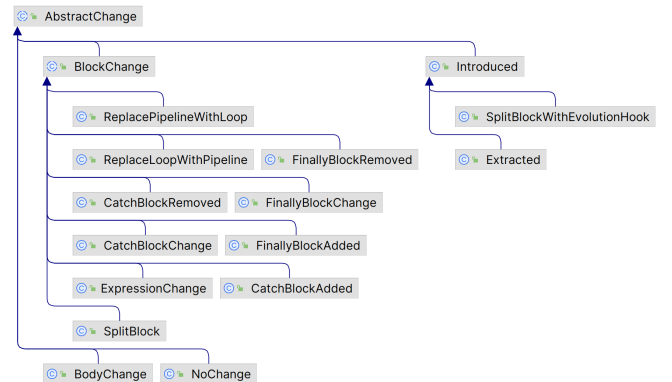 AbstractChange
BlockChange Introduced
ReplacePipelineWithLoop SplitBlockWithEvolutionHook
ReplaceLoopWithPipeline FinallyBlockRemoved Extracted
CatchBlockRemoved FinallyBlockChange
CatchBlockChange FinallyBlockAdded
ExpressionChange CatchBlockAdded
SplitBlock
BodyChange NoChange